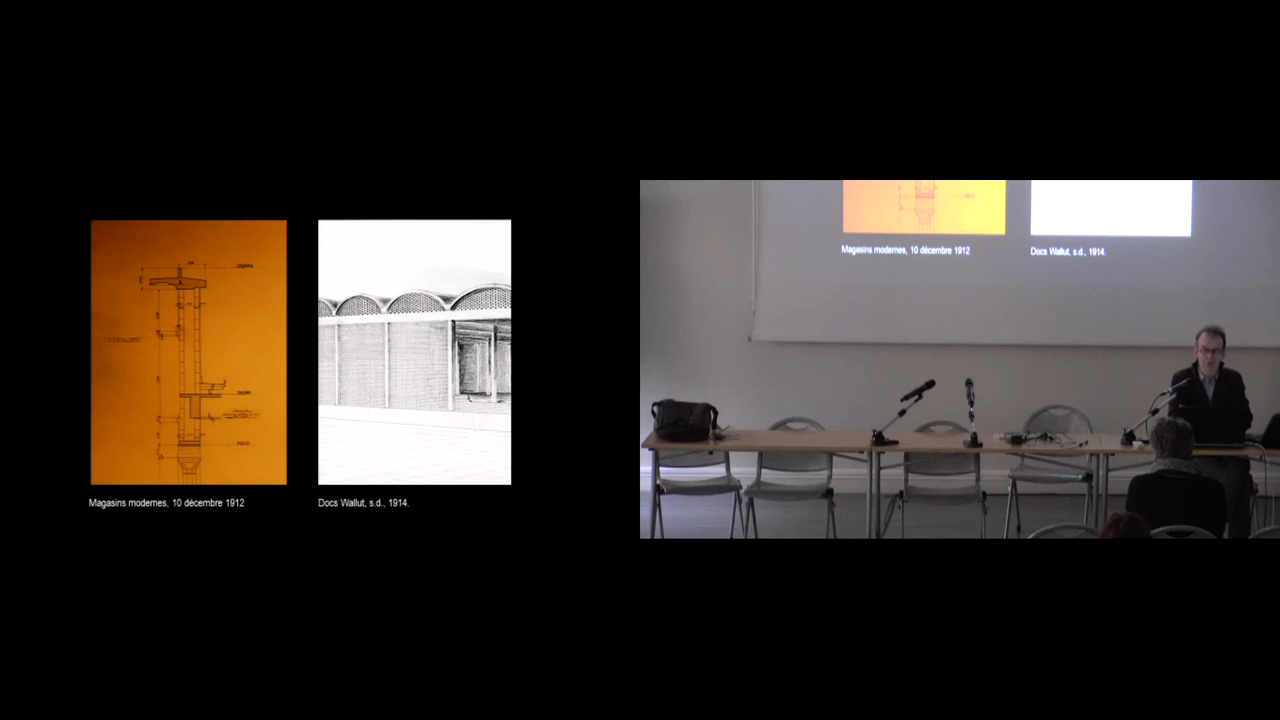 Magasins modernes, 10 décembre 1912
Docs Wallut, s.d., 1914.
Magasins modernes, 10 décembre 1912
Docs Wallut, s.d., 1914.